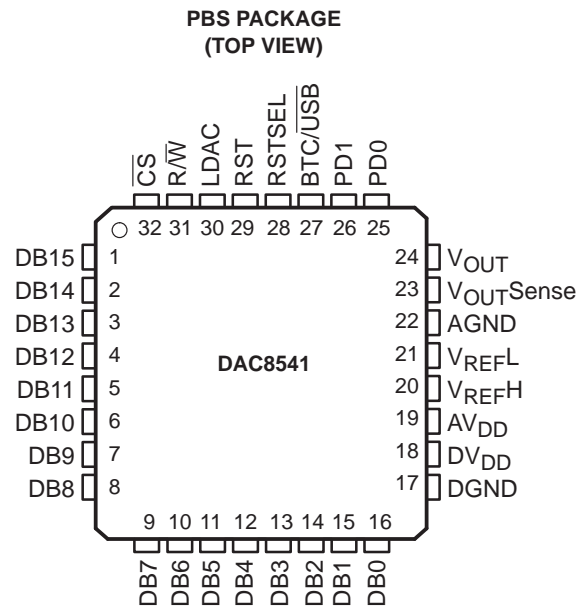 PBS PACKAGE
(TOP VIEW)
CS
R/W
LDAC
RST
RSTSEL
BTC/USB
PD1
PD0
32 31 30 29 28 27 26 25
DB15 1
DB14 2
DB13 3
DB12 4
DB11 5
DB10 6
DB9 7
DB8 8
DAC8541
24 VOUT
23 VOUTSense
22 AGND
21 VREFL
20 VREFH
19 AVDD
18 DVDD
17 DGND
9 10 11 12 13 14 15 16
DB7
DB6
DB5
DB4
DB3
DB2
DB1
DB0